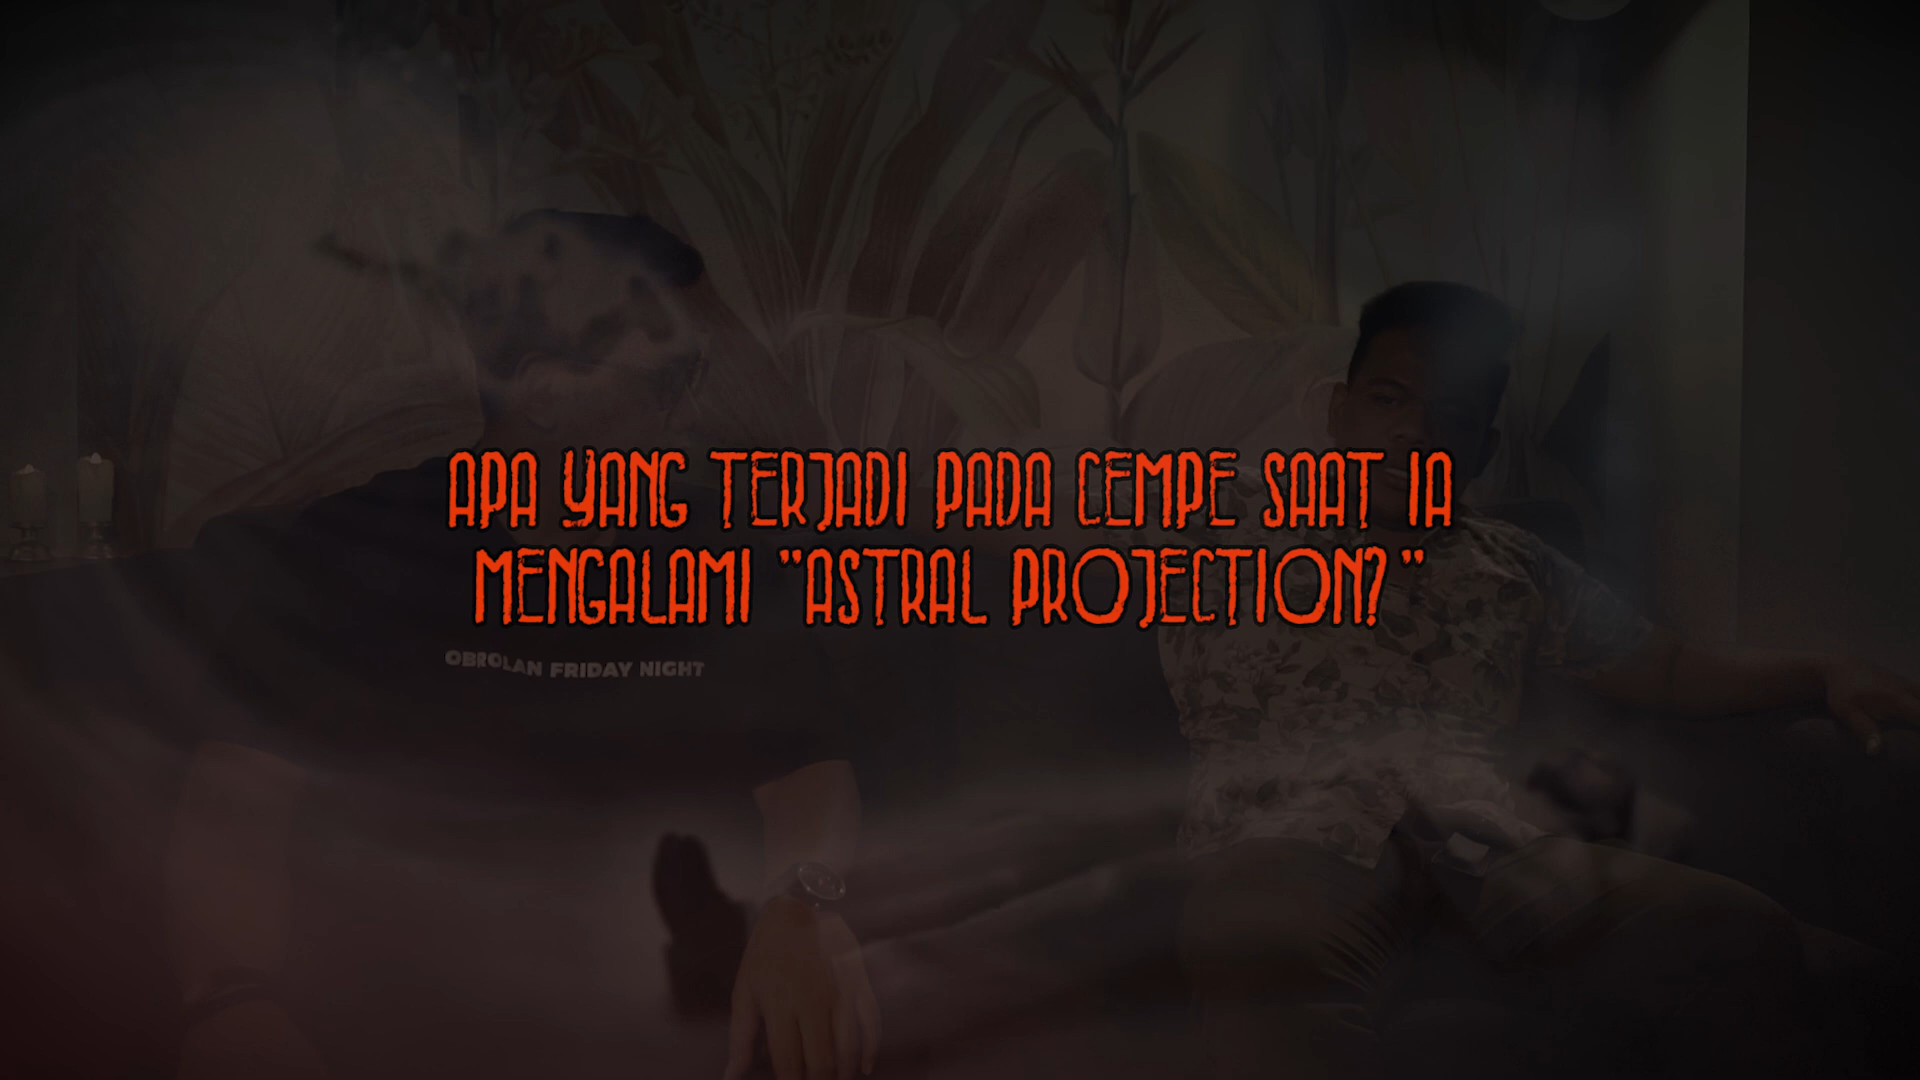 APA YANG TERJADI PADA CEMPE SAAT IA
MENGALAMI "ASTRAL PROJECTION?"
OBROLAN FRIDAY NIGHT